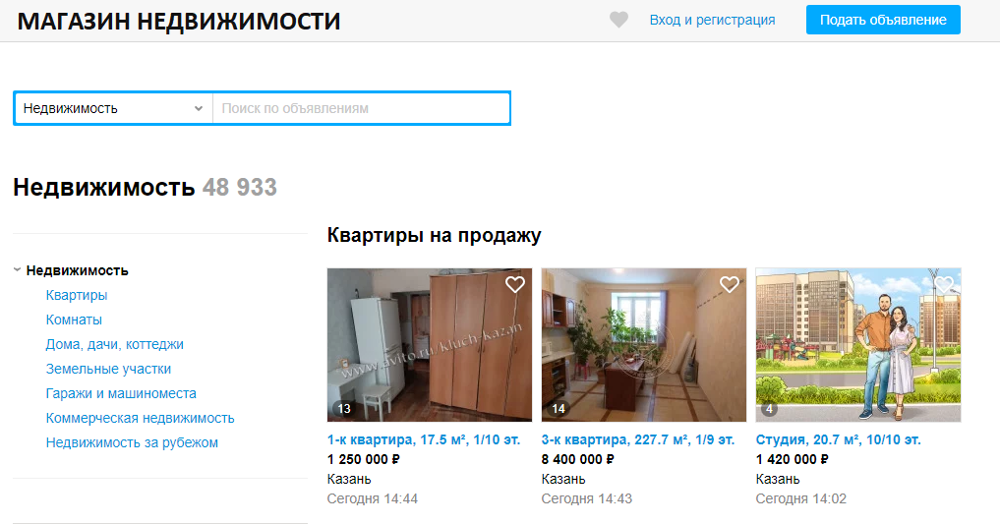 МАГАЗИН НЕДВИЖИМОСТИ
Вход и регистрация
Подать объявление
Недвижимость
Поиск по объявлениям
Недвижимость 48 933
Недвижимость
Квартиры
Комнаты
Дома, дачи, коттеджи
Земельные участки
Гаражи и машиноместа
Коммерческая недвижимость
Недвижимость за рубежом
Квартиры на продажу
www.avito.ru/kluch-kazan
13
1-к квартира, 17.5 м², 1/10 эт.
1 250 000 ₽
Казань
Сегодня 14:44
14
3-к квартира, 227.7 м², 1/9 эт.
8 400 000 ₽
Казань
Сегодня 14:43
4
Студия, 20.7 м², 10/10 эт.
1 420 000 ₽
Казань
Сегодня 14:02